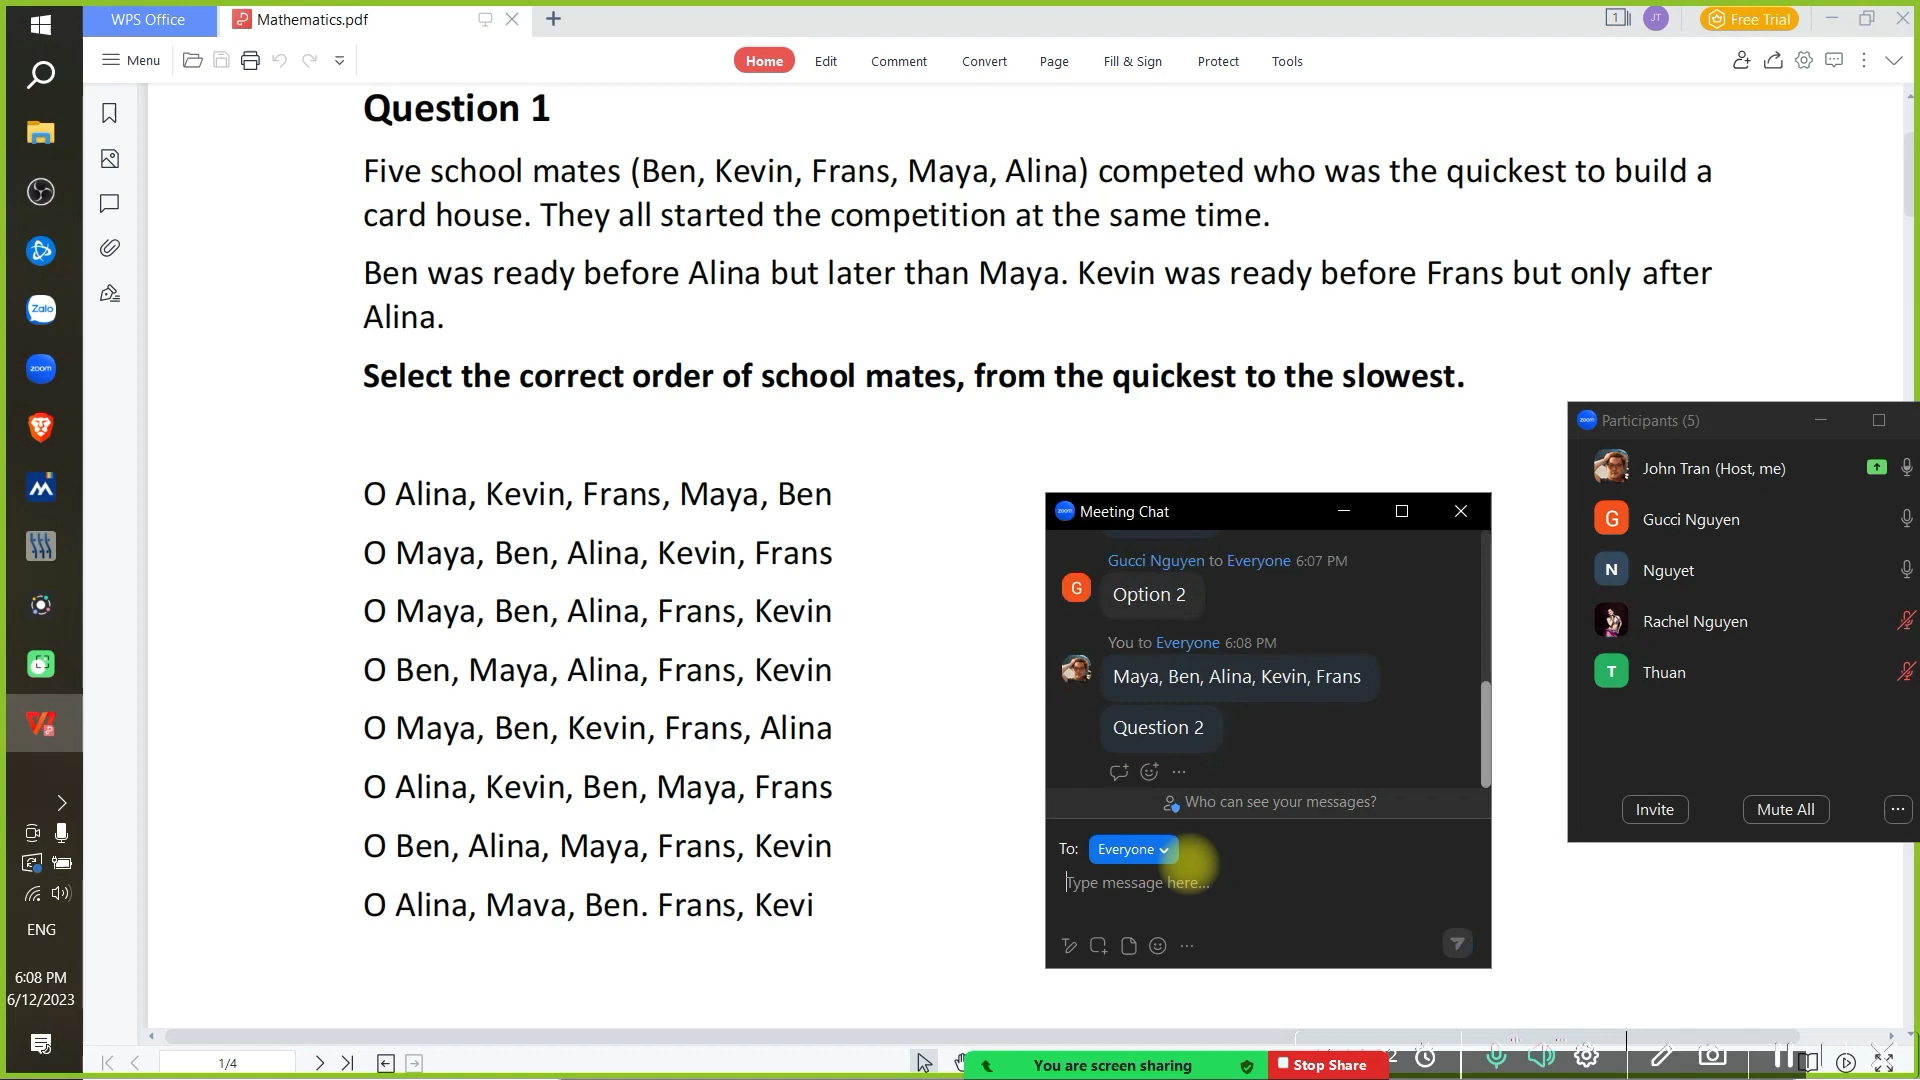 WPS Office
Mathematics.pdf
1
JT
Free Trial
Menu
Home
Edit
Comment
Convert
Page
Fill & Sign
Protect
Tools
Question 1
Five school mates (Ben, Kevin, Frans, Maya, Alina) competed who was the quickest to build a
card house. They all started the competition at the same time.
Ben was ready before Alina but later than Maya. Kevin was ready before Frans but only after
Alina.
Select the correct order of school mates, from the quickest to the slowest.
O Alina, Kevin, Frans, Maya, Ben
O Maya, Ben, Alina, Kevin, Frans
O Maya, Ben, Alina, Frans, Kevin
O Ben, Maya, Alina, Frans, Kevin
O Maya, Ben, Kevin, Frans, Alina
O Alina, Kevin, Ben, Maya, Frans
O Ben, Alina, Maya, Frans, Kevin
O Alina, Mava, Ben. Frans, Kevi
zoom Meeting Chat
Gucci Nguyen to Everyone 6:07 PM
G
Option 2
You to Everyone 6:08 PM
Maya, Ben, Alina, Kevin, Frans
Question 2
Who can see your messages?
To: Everyone
Type message here...
zoom Participants (5)
John Tran (Host, me)
G Gucci Nguyen
N Nguyet
Rachel Nguyen
T Thuan
Invite
Mute All
Zalo
zoom
ENG
6:08 PM
6/12/2023
1/4
You are screen sharing
Stop Share